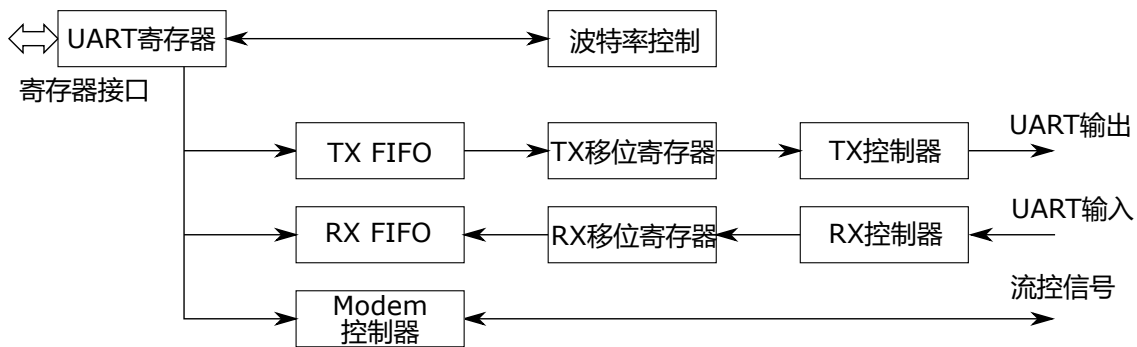 UART寄存器
波特率控制
寄存器接口
TX FIFO
TX移位寄存器
TX控制器
UART输出
RX FIFO
RX移位寄存器
RX控制器
UART输入
Modem
控制器
流控信号